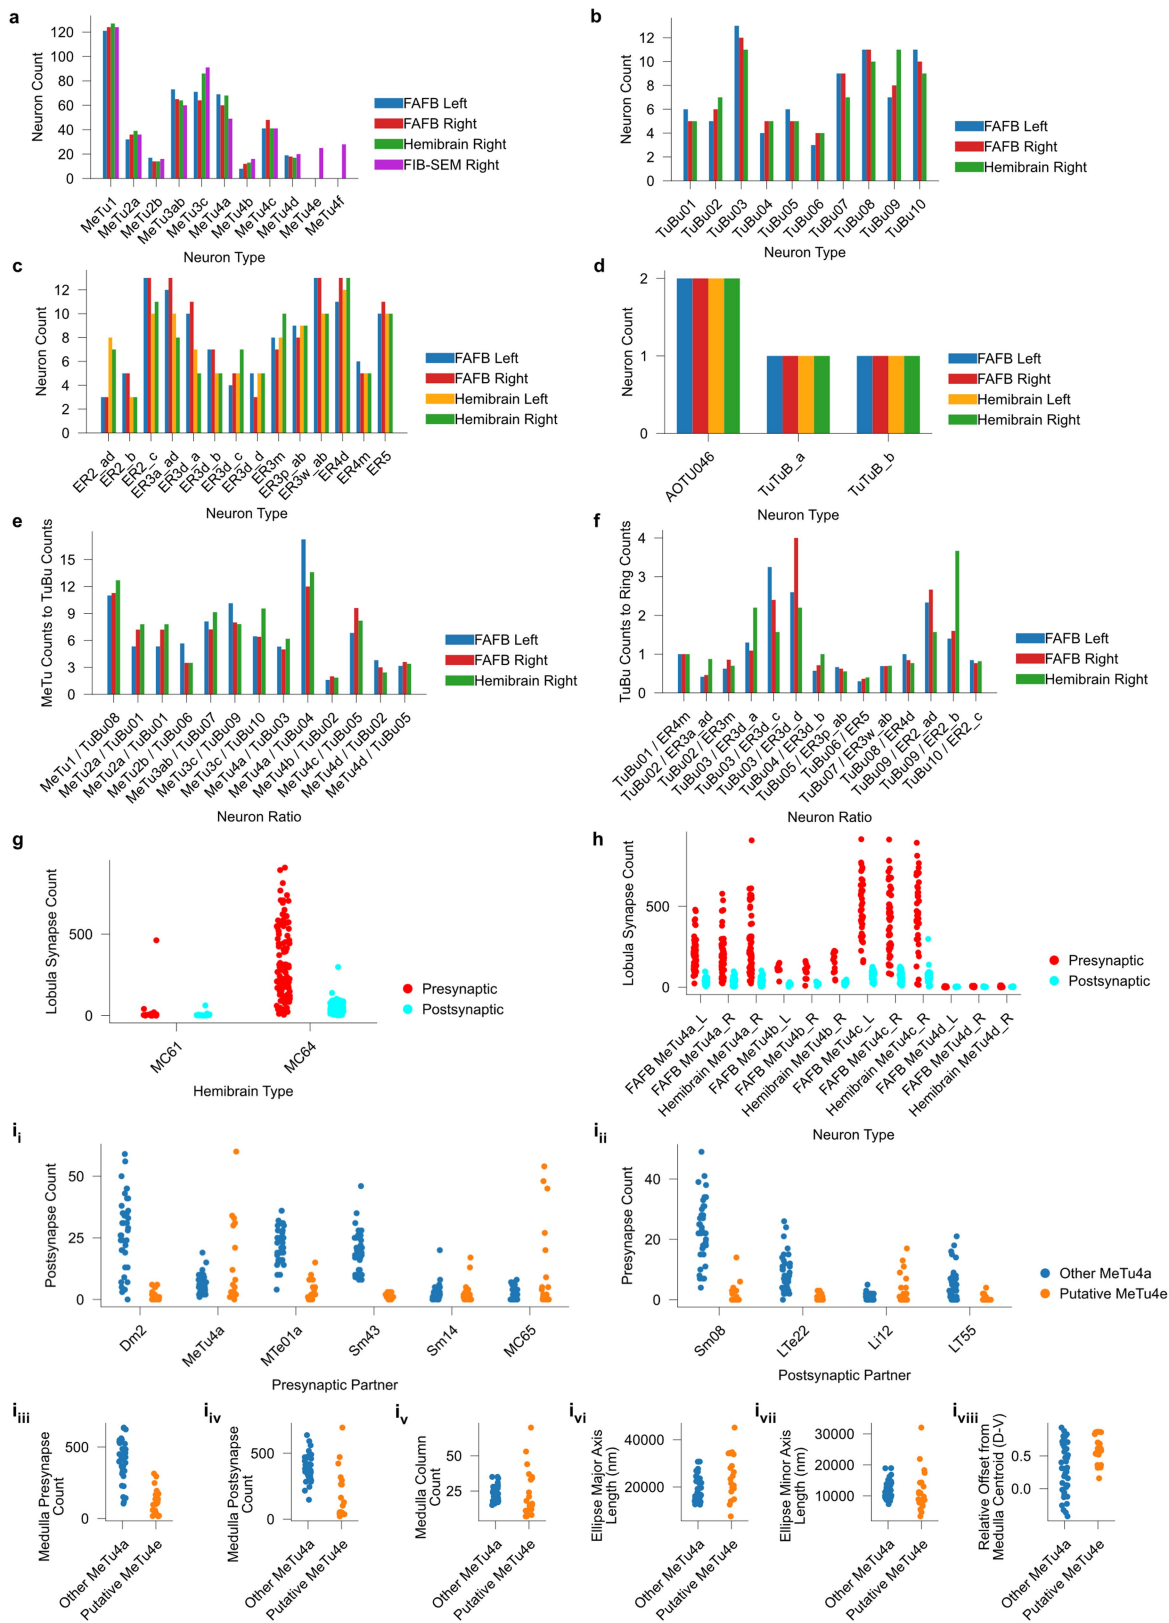 a
Neuron Count
120
100
80
60
40
20
0
MeTu1
MeTu2a
MeTu2b
MeTu3ab
MeTu3c
MeTu4a
MeTu4b
MeTu4c
MeTu4d
MeTu4e
MeTu4f
Neuron Type
FAFB Left
FAFB Right
Hemibrain Right
FIB-SEM Right
b
Neuron Count
12
10
8
6
4
2
0
TuBu01
TuBu02
TuBu03
TuBu04
TuBu05
TuBu06
TuBu07
TuBu08
TuBu09
TuBu10
Neuron Type
FAFB Left
FAFB Right
Hemibrain Right
c
Neuron Count
12
10
8
6
4
2
0
ER2_ad
ER2_b
ER2_c
ER3a_ad
ER3d_a
ER3d_b
ER3d_c
ER3d_d
ER3m
ER3p_ab
ER3w_ab
ER4d
ER4m
ER5
Neuron Type
FAFB Left
FAFB Right
Hemibrain Left
Hemibrain Right
d
Neuron Count
2
1
0
AOTU046
TuTuB_a
TuTuB_b
Neuron Type
FAFB Left
FAFB Right
Hemibrain Left
Hemibrain Right
e
MeTu Counts to TuBu Counts
15
12
9
6
3
0
MeTu1 / TuBu08
MeTu2a / TuBu01
MeTu2a / TuBu01
MeTu2b / TuBu06
MeTu3ab / TuBu07
MeTu3c / TuBu09
MeTu3c / TuBu10
MeTu4a / TuBu03
MeTu4a / TuBu04
MeTu4b / TuBu02
MeTu4c / TuBu05
MeTu4d / TuBu02
MeTu4d / TuBu05
Neuron Ratio
FAFB Left
FAFB Right
Hemibrain Right
f
TuBu Counts to Ring Counts
4
3
2
1
0
TuBu01 / ER4m
TuBu02 / ER3a_ad
TuBu02 / ER3m
TuBu03 / ER3d_a
TuBu03 / ER3d_c
TuBu03 / ER3d_d
TuBu04 / ER3d_b
TuBu05 / ER3p_ab
TuBu06 / ER5
TuBu07 / ER3w_ab
TuBu08 / ER4d
TuBu09 / ER2_ad
TuBu09 / ER2_b
TuBu10 / ER2_c
Neuron Ratio
FAFB Left
FAFB Right
Hemibrain Right
g
Lobula Synapse Count
500
0
MC61
MC64
Hemibrain Type
Presynaptic
Postsynaptic
h
Lobula Synapse Count
500
0
FAFB MeTu4a_L
FAFB MeTu4a_R
Hemibrain MeTu4a_R
FAFB MeTu4b_L
FAFB MeTu4b_R
Hemibrain MeTu4b_R
FAFB MeTu4c_L
FAFB MeTu4c_R
Hemibrain MeTu4c_R
FAFB MeTu4d_L
FAFB MeTu4d_R
Hemibrain MeTu4d_R
Neuron Type
Presynaptic
Postsynaptic
i i
Postsynapse Count
50
25
0
Dm2
MeTu4a
MTe01a
Sm43
Sm14
MC65
Presynaptic Partner
i ii
Presynapse Count
40
20
0
Sm08
LTe22
Li12
LT55
Postsynaptic Partner
Other MeTu4a
Putative MeTu4e
i iii
Medulla Presynapse
Count
500
0
Other MeTu4a
Putative MeTu4e
i iv
Medulla Postsynapse
Count
500
0
Other MeTu4a
Putative MeTu4e
i v
Medulla Column
Count
50
25
Other MeTu4a
Putative MeTu4e
i vi
Ellipse Major Axis
Length (nm)
40000
20000
Other MeTu4a
Putative MeTu4e
i vii
Ellipse Minor Axis
Length (nm)
30000
20000
10000
Other MeTu4a
Putative MeTu4e
i viii
Relative Offset from
Medulla Centroid (D-V)
0.5
0.0
Other MeTu4a
Putative MeTu4e